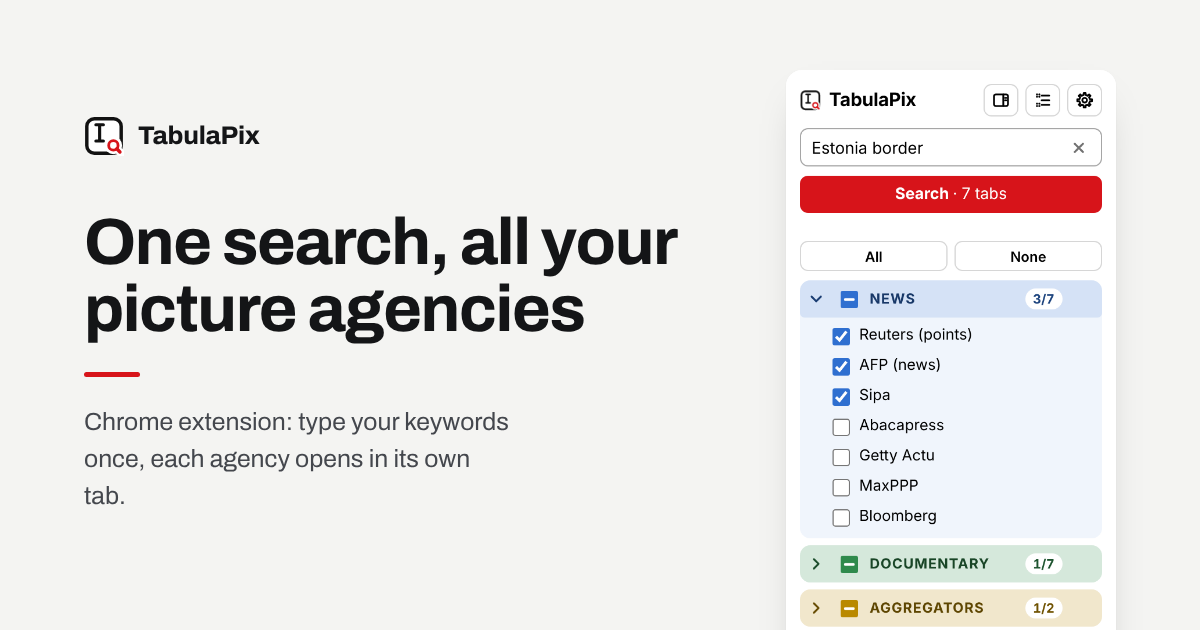 TabulaPix
One search, all your
picture agencies
Chrome extension: type your keywords
once, each agency opens in its own
tab.
TabulaPix
Estonia border
Search · 7 tabs
All
None
NEWS
3/7
Reuters (points)
AFP (news)
Sipa
Abacapress
Getty Actu
MaxPPP
Bloomberg
DOCUMENTARY
1/7
AGGREGATORS
1/2